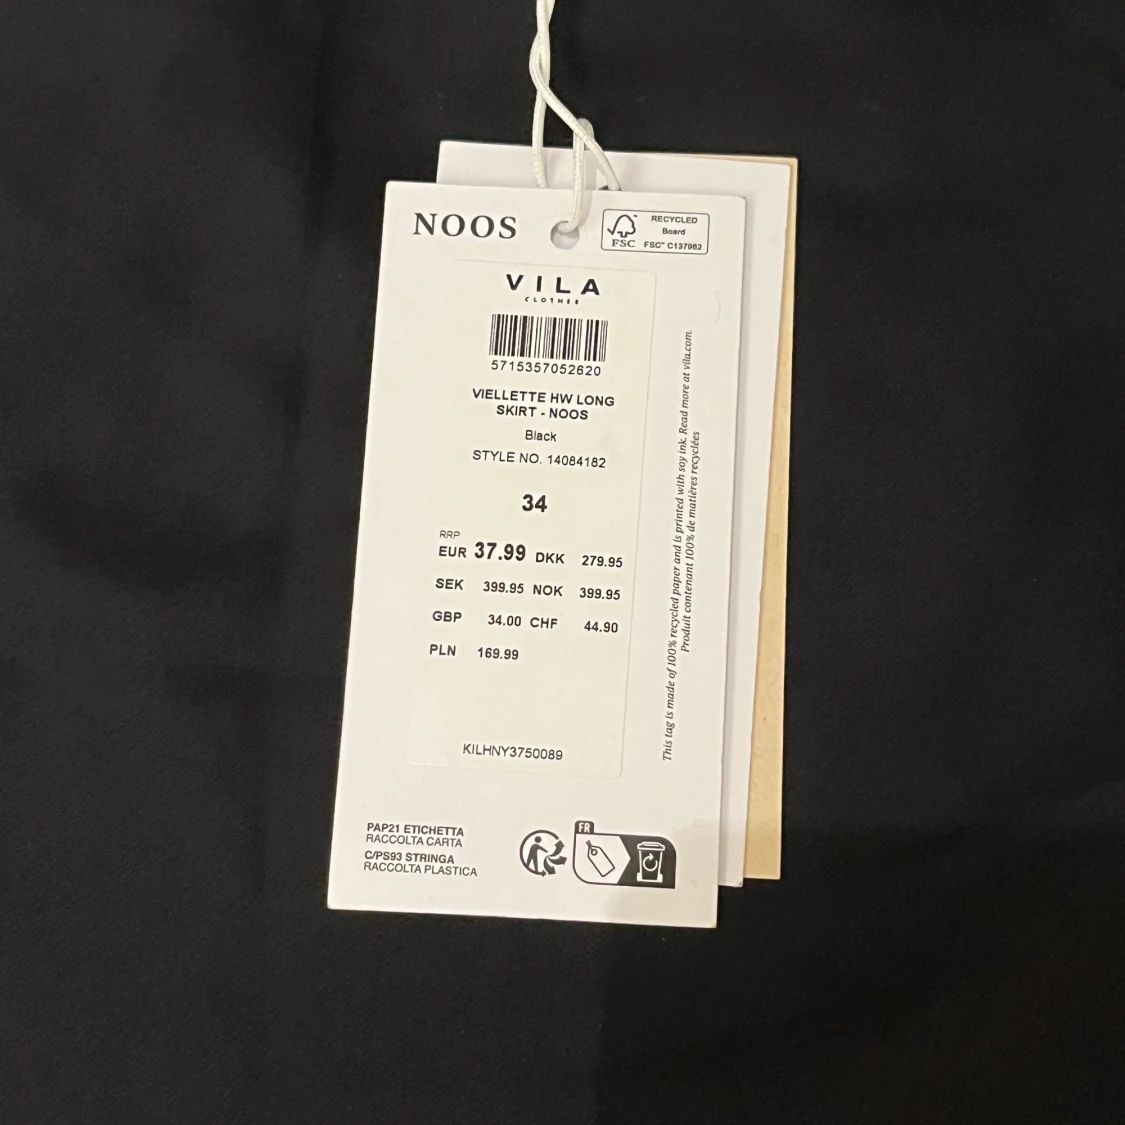 NOOS
RECYCLED
Board
FSC
FSC™ C137062
VILA
CLOTHES
5715357052620
VIELLETTE HW LONG
SKIRT - NOOS
Black
STYLE NO. 14084182
34
RRP
EUR 37.99 DKK 279.95
SEK 399.95 NOK 399.95
GBP 34.00 CHF 44.90
PLN 169.99
KILHNY3750089
This tag is made of 100% recycled paper and is printed with soy ink. Read more at vila.com.
Produit contenant 100% de matières recyclées
PAP21 ETICHETTA
RACCOLTA CARTA
C/PS93 STRINGA
RACCOLTA PLASTICA
FR